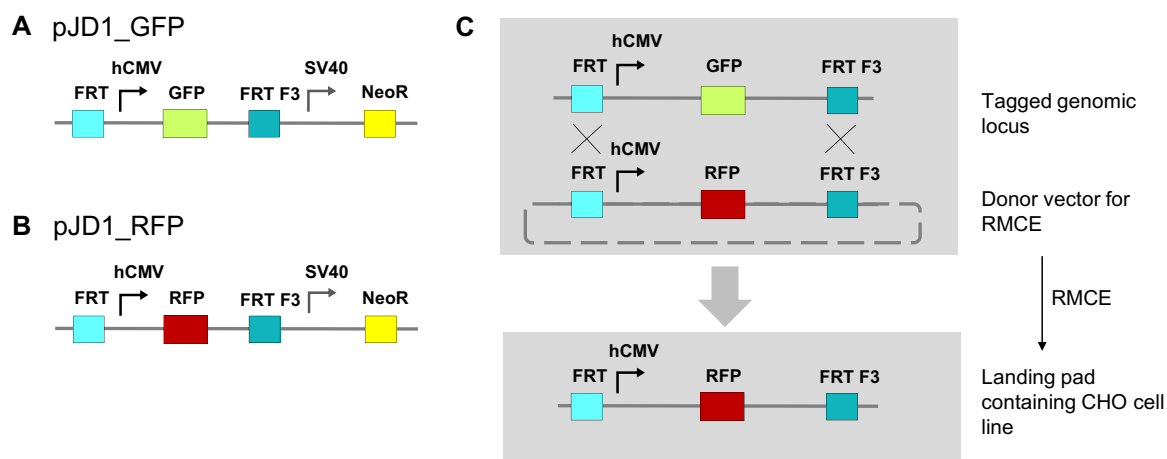 A pJD1_GFP
hCMV
SV40
FRT
GFP
FRT F3
NeoR
B pJD1_RFP
hCMV
SV40
FRT
RFP
FRT F3
NeoR
C
hCMV
FRT
GFP
FRT F3
Tagged genomic
locus
hCMV
FRT
RFP
FRT F3
Donor vector for
RMCE
RMCE
hCMV
FRT
RFP
FRT F3
Landing pad
containing CHO cell
line